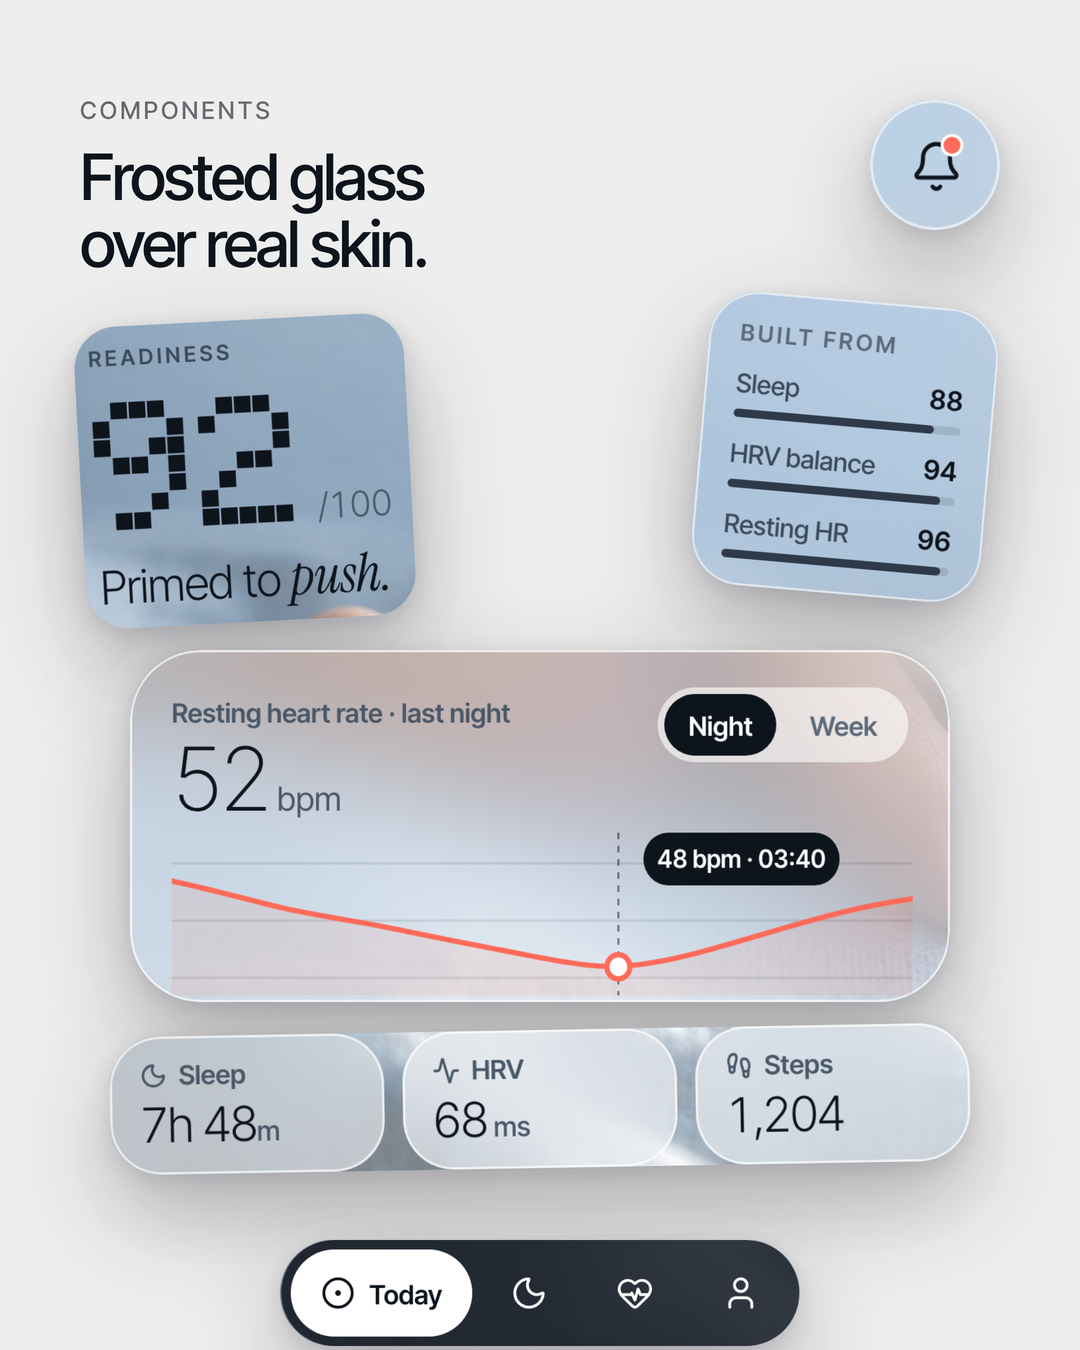 COMPONENTS
Frosted glass
over real skin.
READINESS
92 /100
Primed to push.
BUILT FROM
Sleep 88
HRV balance 94
Resting HR 96
Resting heart rate · last night
52 bpm
Night Week
48 bpm · 03:40
Sleep
7h 48m
HRV
68 ms
Steps
1,204
Today